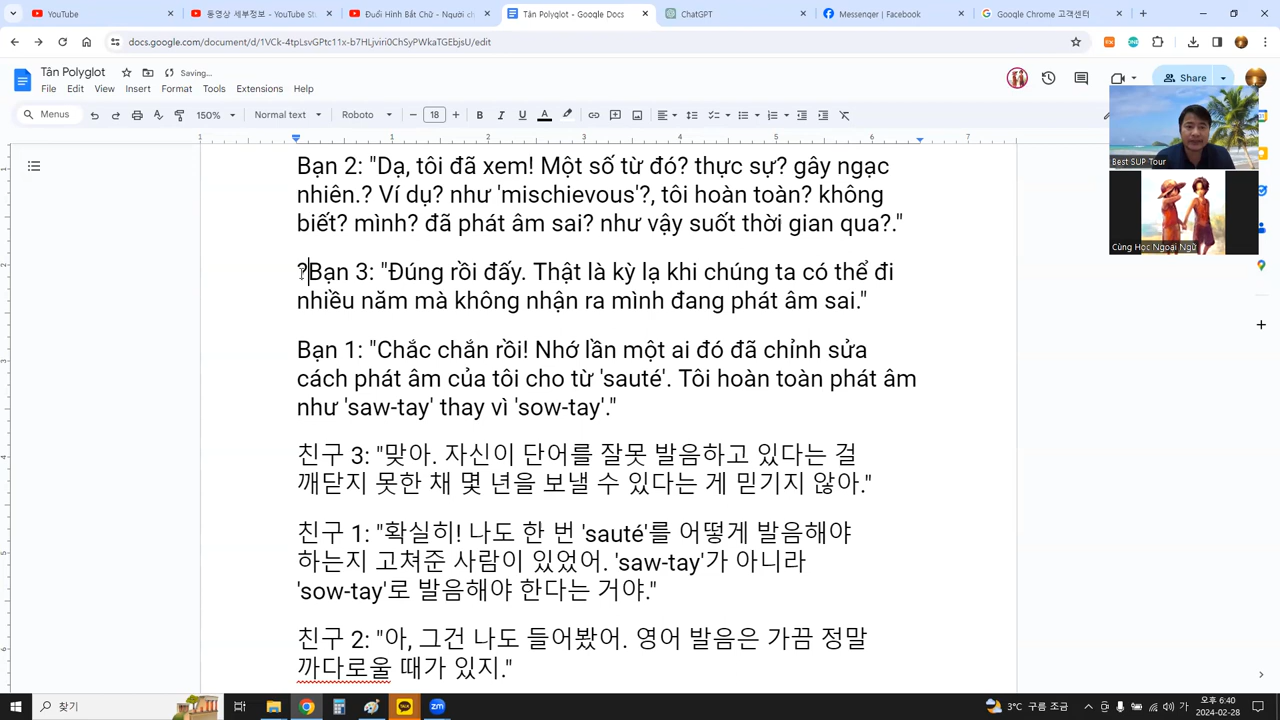 YouTube
동영상 세부정보 - YouTube St
Đuổi Hình Bắt Chữ - Người ch
Tân Polyglot - Google Docs
ChatGPT
Messenger | Facebook
Google Chrome 고객센터
Tân Polyglot
Saving...
File Edit View Insert Format Tools Extensions Help
Share
Menus
150%
Normal text
Roboto
18
Best SUP Tour
Cùng Học Ngoại Ngữ
Bạn 2: "Dạ, tôi đã xem! Một số từ đó? thực sự? gây ngạc
nhiên.? Ví dụ? như 'mischievous'?, tôi hoàn toàn? không
biết? mình? đã phát âm sai? như vậy suốt thời gian qua?."
?Bạn 3: "Đúng rồi đấy. Thật là kỳ lạ khi chúng ta có thể đi
nhiều năm mà không nhận ra mình đang phát âm sai."
Bạn 1: "Chắc chắn rồi! Nhớ lần một ai đó đã chỉnh sửa
cách phát âm của tôi cho từ 'sauté'. Tôi hoàn toàn phát âm
như 'saw-tay' thay vì 'sow-tay'."
친구 3: "맞아. 자신이 단어를 잘못 발음하고 있다는 걸
깨닫지 못한 채 몇 년을 보낼 수 있다는 게 믿기지 않아."
친구 1: "확실히! 나도 한 번 'sauté'를 어떻게 발음해야
하는지 고쳐준 사람이 있었어. 'saw-tay'가 아니라
'sow-tay'로 발음해야 한다는 거야."
친구 2: "아, 그건 나도 들어봤어. 영어 발음은 가끔 정말
까다로울 때가 있지."
찾기
3°C 구름 조금
오후 6:40
2024-02-28